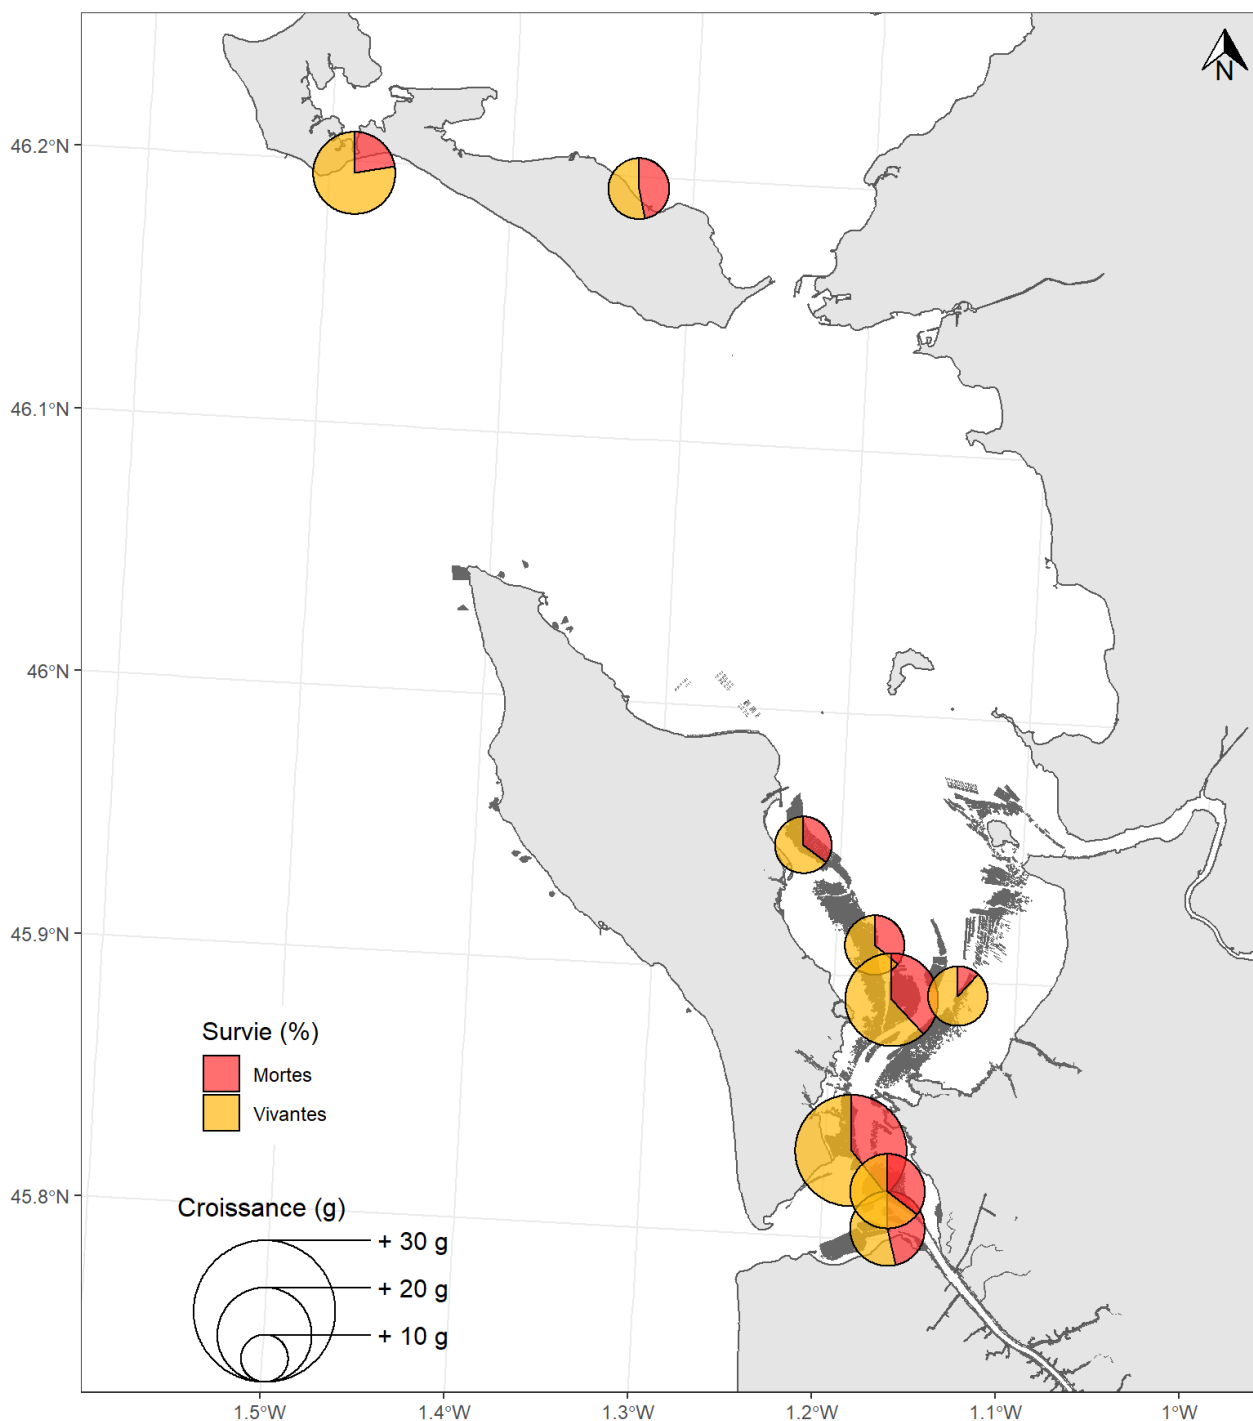 N
46.2°N
46.1°N
46°N
45.9°N
45.8°N
Survie (%)
Mortes
Vivantes
Croissance (g)
+ 30 g
+ 20 g
+ 10 g
1.5°W
1.4°W
1.3°W
1.2°W
1.1°W
1°W